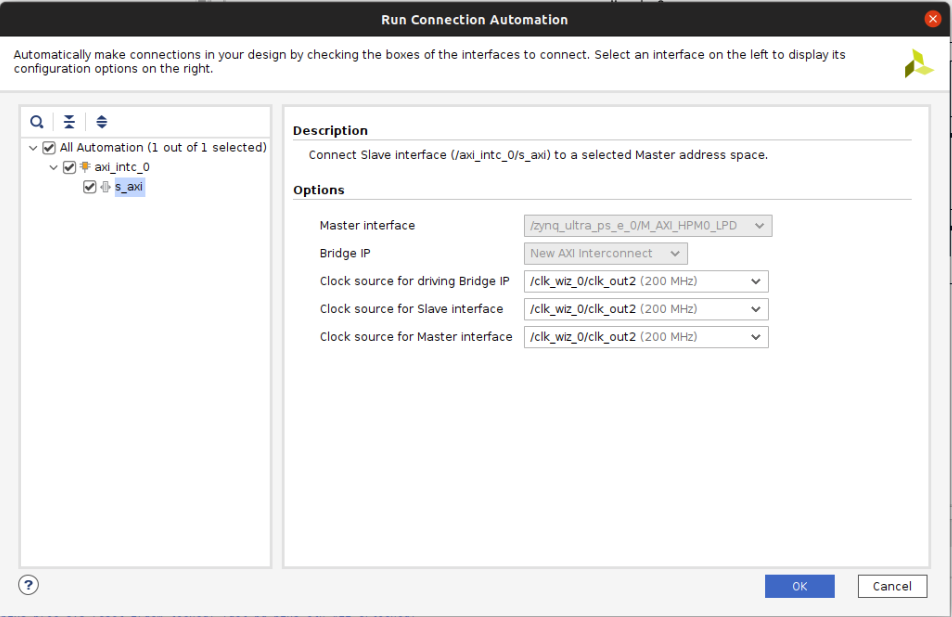 Run Connection Automation
Automatically make connections in your design by checking the boxes of the interfaces to connect. Select an interface on the left to display its
configuration options on the right.
All Automation (1 out of 1 selected)
axi_intc_0
s_axi
Description
Connect Slave interface (/axi_intc_0/s_axi) to a selected Master address space.
Options
Master interface /zynq_ultra_ps_e_0/M_AXI_HPM0_LPD
Bridge IP New AXI Interconnect
Clock source for driving Bridge IP /clk_wiz_0/clk_out2 (200 MHz)
Clock source for Slave interface /clk_wiz_0/clk_out2 (200 MHz)
Clock source for Master interface /clk_wiz_0/clk_out2 (200 MHz)
? OK Cancel